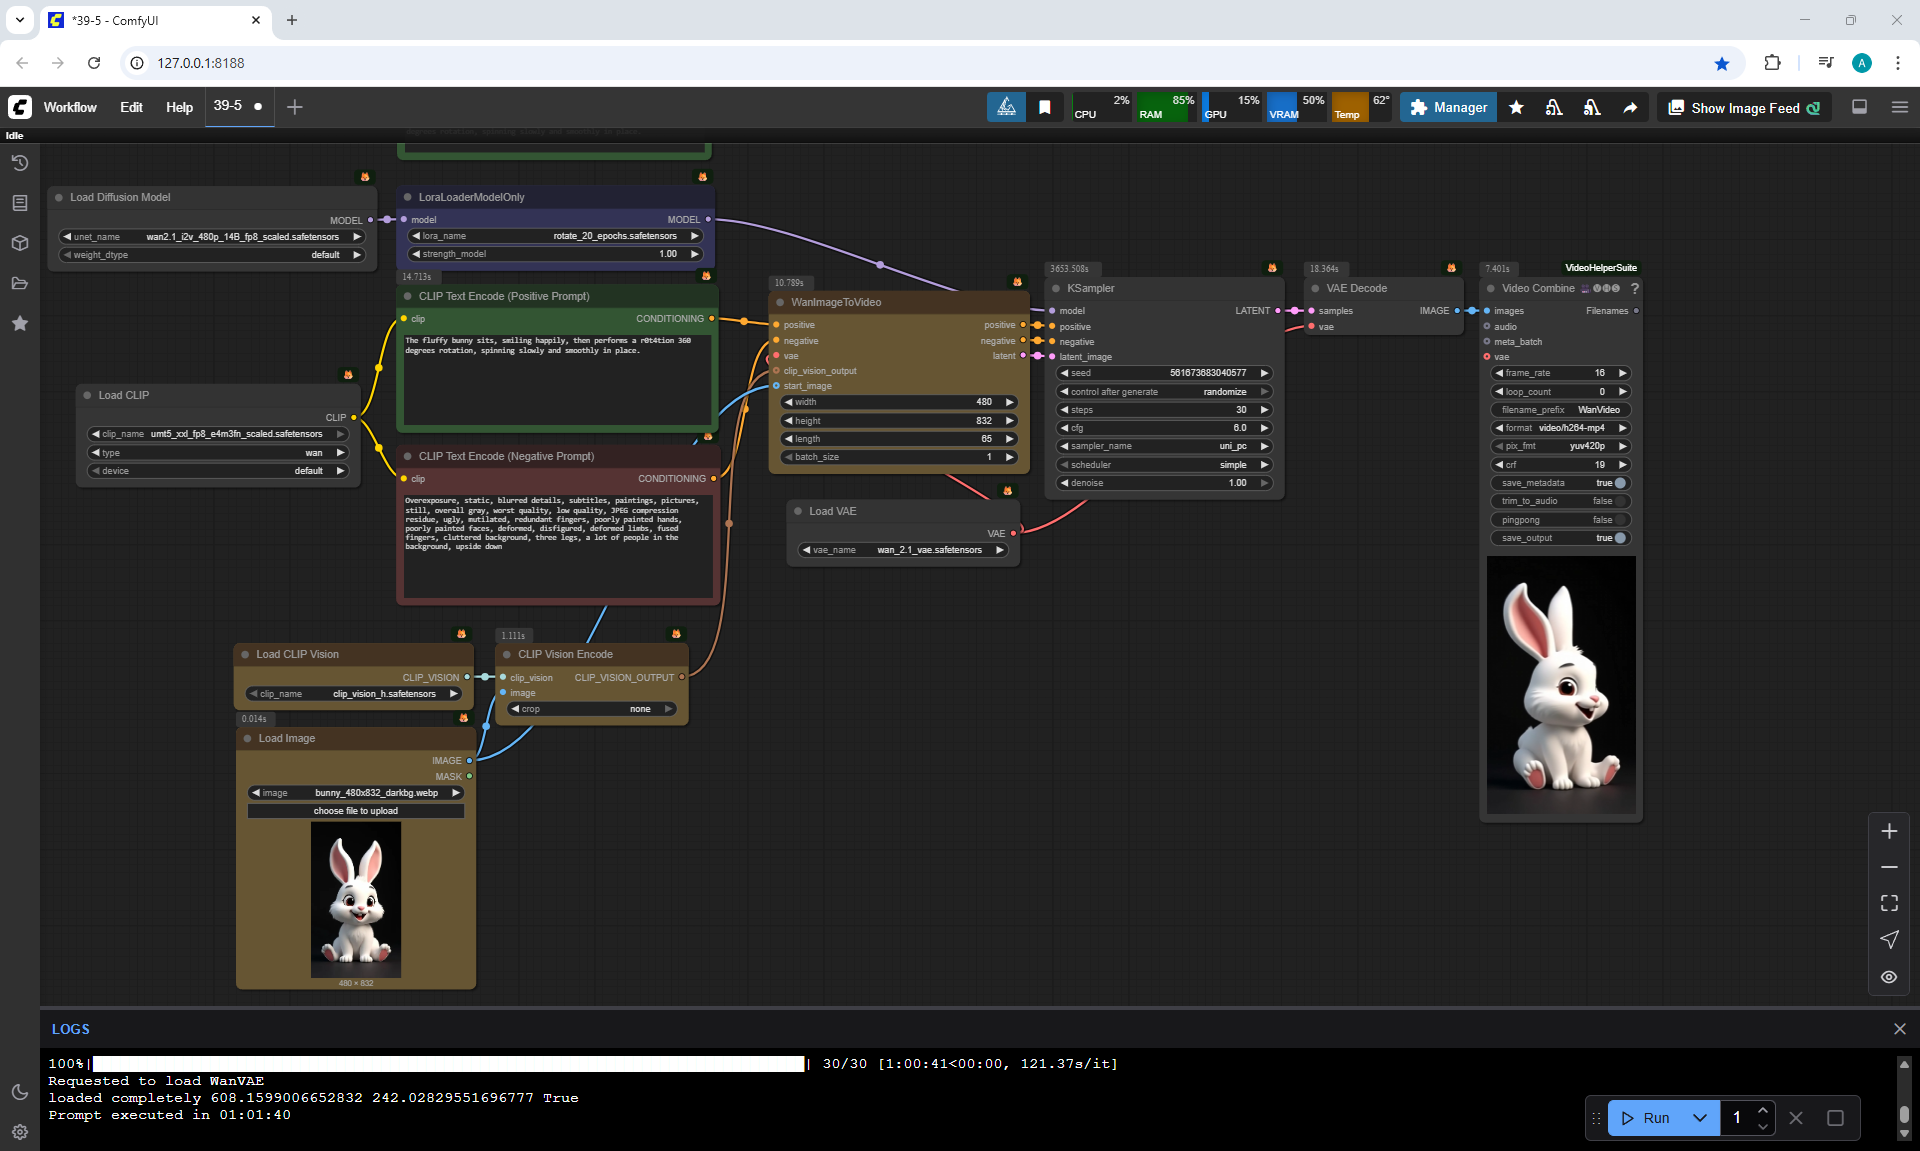 *39-5 - ComfyUI
127.0.0.1:8188
A
Workflow
Edit
Help
39-5
CPU 2%
RAM 85%
GPU 15%
VRAM 50%
Temp 62°
Manager
Show Image Feed
Idle
degrees rotation, spinning slowly and smoothly in place.
Load Diffusion Model
MODEL
unet_name wan2.1_i2v_480p_14B_fp8_scaled.safetensors
weight_dtype default
LoraLoaderModelOnly
model MODEL
lora_name rotate_20_epochs.safetensors
strength_model 1.00
14.713s
CLIP Text Encode (Positive Prompt)
clip CONDITIONING
The fluffy bunny sits, smiling happily, then performs a r0t4tion 360
degrees rotation, spinning slowly and smoothly in place.
Load CLIP
CLIP
clip_name umt5_xxl_fp8_e4m3fn_scaled.safetensors
type wan
device default
CLIP Text Encode (Negative Prompt)
clip CONDITIONING
Overexposure, static, blurred details, subtitles, paintings, pictures,
still, overall gray, worst quality, low quality, JPEG compression
residue, ugly, mutilated, redundant fingers, poorly painted hands,
poorly painted faces, deformed, disfigured, deformed limbs, fused
fingers, cluttered background, three legs, a lot of people in the
background, upside down
10.789s
WanImageToVideo
positive positive
negative negative
vae latent
clip_vision_output
start_image
width 480
height 832
length 65
batch_size 1
Load VAE
VAE
vae_name wan_2.1_vae.safetensors
3653.508s
KSampler
model LATENT
positive
negative
latent_image
seed 561673683040577
control after generate randomize
steps 30
cfg 6.0
sampler_name uni_pc
scheduler simple
denoise 1.00
18.364s
VAE Decode
samples IMAGE
vae
7.401s
VideoHelperSuite
Video Combine VHS ?
images Filenames
audio
meta_batch
vae
frame_rate 16
loop_count 0
filename_prefix WanVideo
format video/h264-mp4
pix_fmt yuv420p
crf 19
save_metadata true
trim_to_audio false
pingpong false
save_output true
Load CLIP Vision
CLIP_VISION
clip_name clip_vision_h.safetensors
1.111s
CLIP Vision Encode
clip_vision CLIP_VISION_OUTPUT
image
crop none
0.014s
Load Image
IMAGE
MASK
image bunny_480x832_darkbg.webp
choose file to upload
480 × 832
LOGS
100%| | 30/30 [1:00:41<00:00, 121.37s/it]
Requested to load WanVAE
loaded completely 608.1599006652832 242.02829551696777 True
Prompt executed in 01:01:40
Run 1